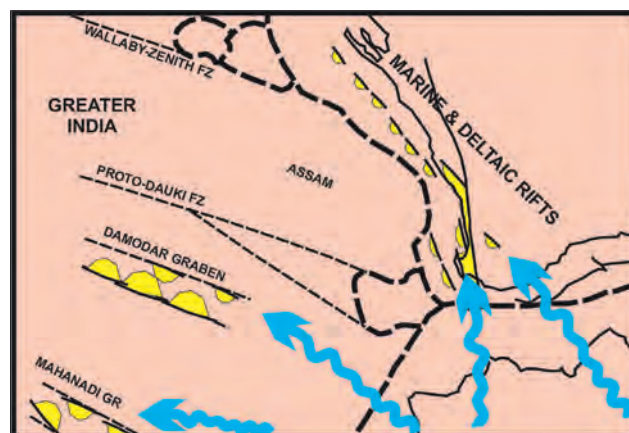 WALLABY-ZENITH FZ
GREATER
INDIA
MARINE & DELTAIC RIFTS
ASSAM
PROTO-DAUKI FZ
DAMODAR GRABEN
MAHANADI GR